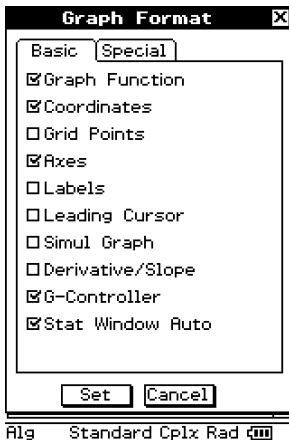 Graph Format
Basic Special
Graph Function
Coordinates
Grid Points
Axes
Labels
Leading Cursor
Simul Graph
Derivative/Slope
G-Controller
Stat Window Auto
Set Cancel
Alg Standard Cplx Rad